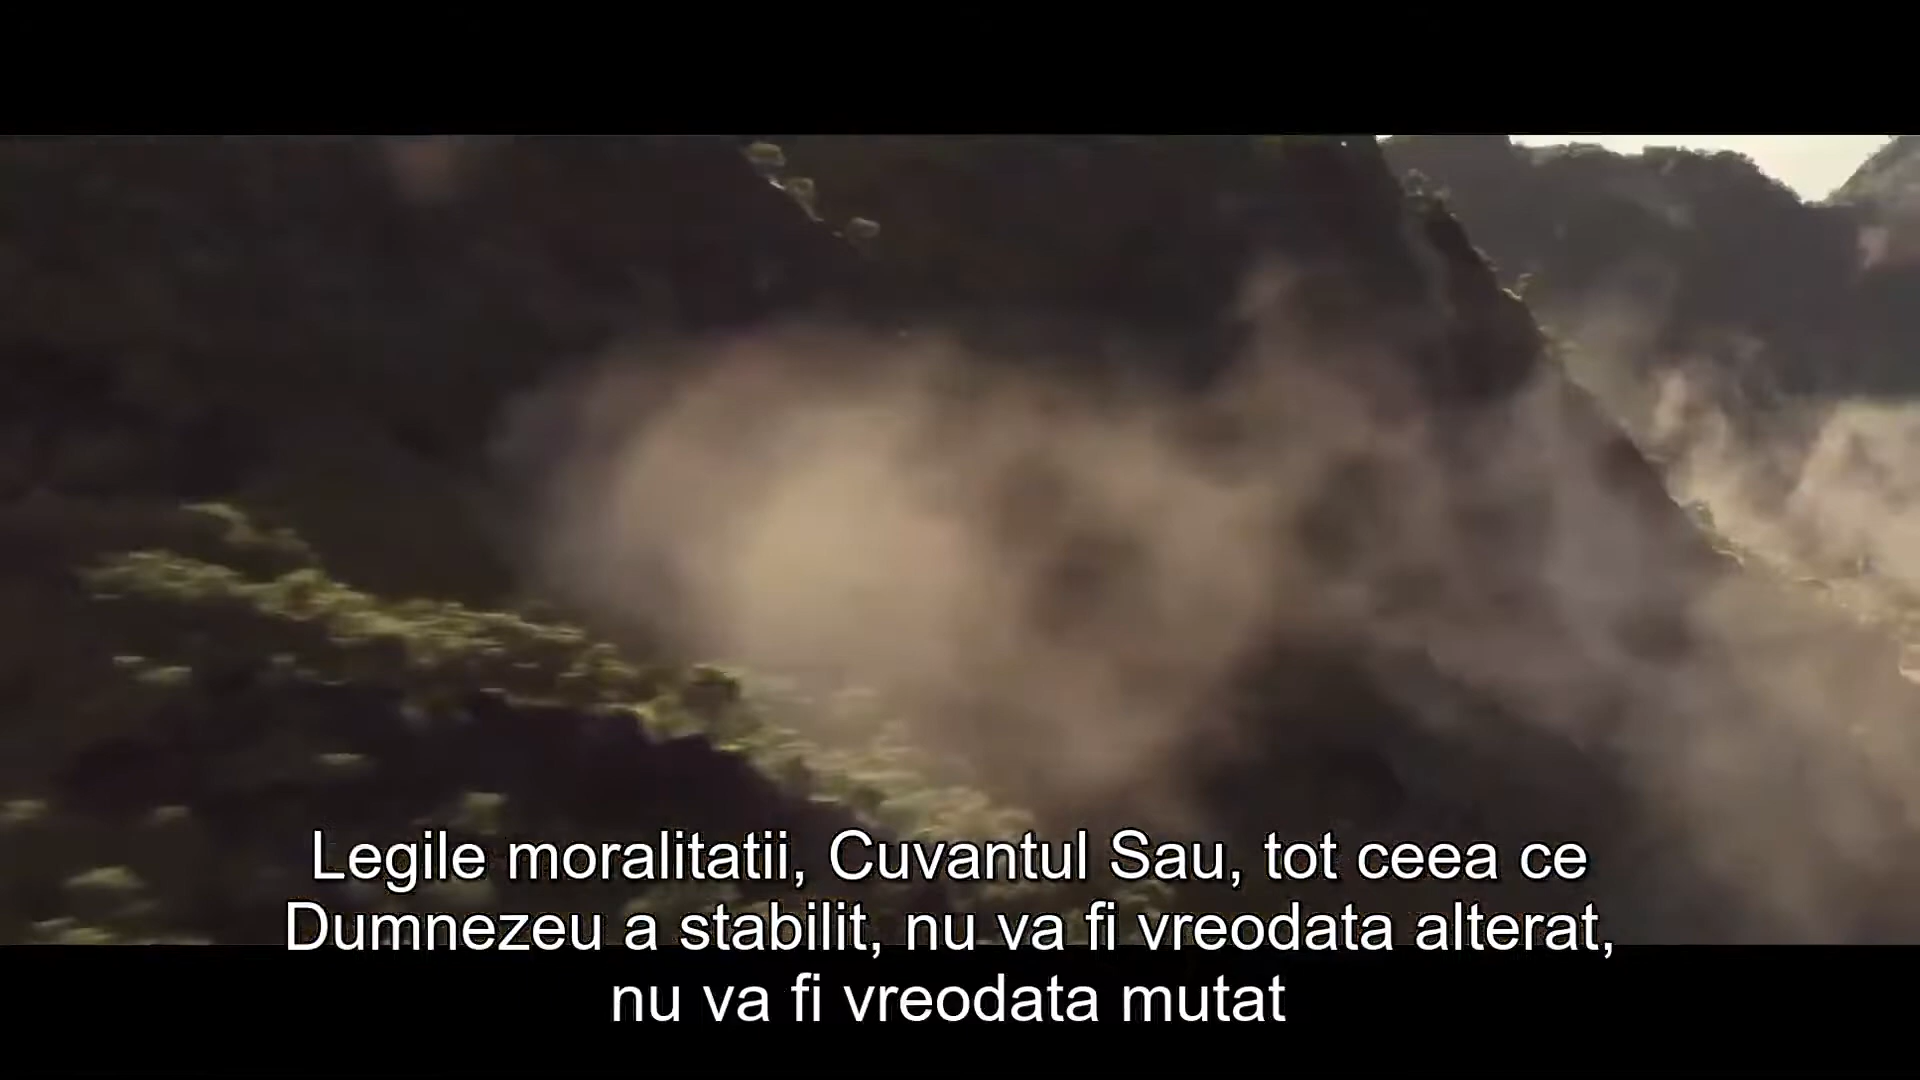 Legile moralitatii, Cuvantul Sau, tot ceea ce
Dumnezeu a stabilit, nu va fi vreodata alterat,
nu va fi vreodata mutat